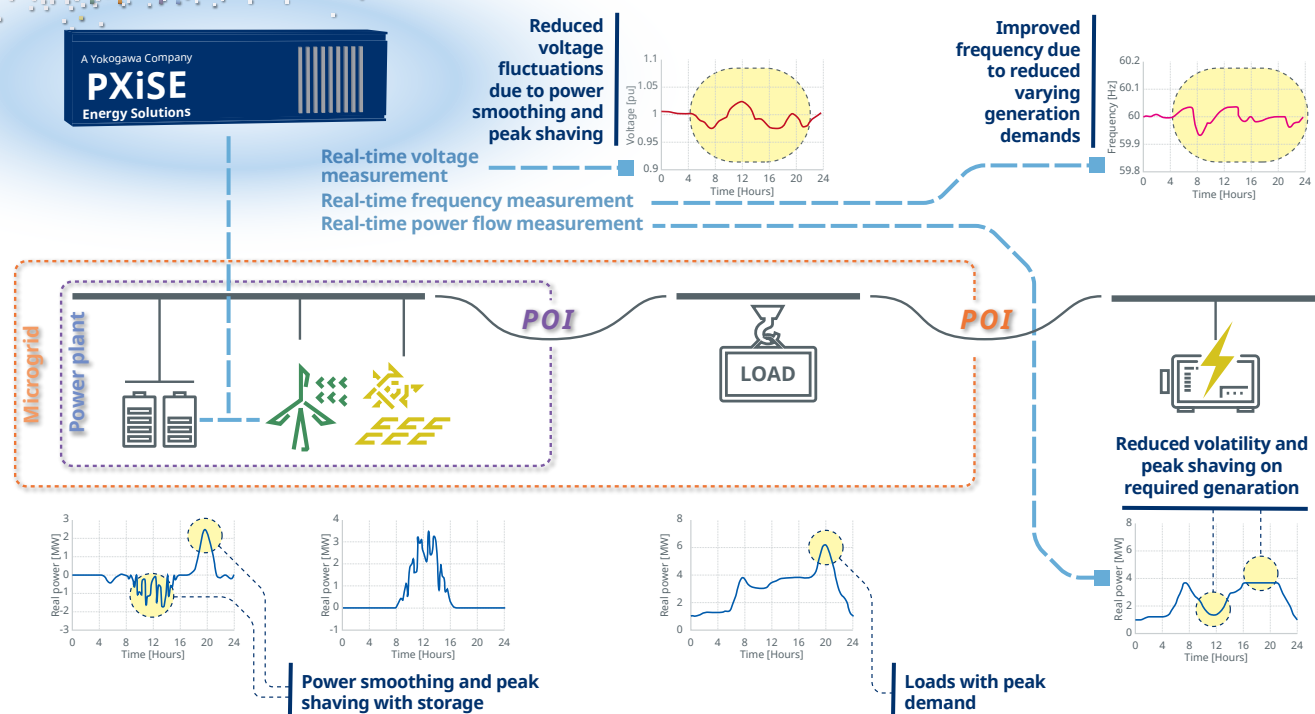 A Yokogawa Company
PXiSE
Energy Solutions
Reduced
voltage
fluctuations
due to power
smoothing and
peak shaving
Voltage [pu]
1.1
1.05
1
0.95
0.9
0 4 8 12 16 20 24
Time [Hours]
Improved
frequency due
to reduced
varying
generation
demands
Frequency [Hz]
60.2
60.1
60
59.9
59.8
0 4 8 12 16 20 24
Time [Hours]
Real-time voltage
measurement
Real-time frequency measurement
Real-time power flow measurement
Microgrid
Power plant
POI
LOAD
POI
Reduced volatility and
peak shaving on
required genaration
Real power [MW]
3
2
1
0
-1
-2
-3
0 4 8 12 16 20 24
Time [Hours]
Real power [MW]
4
3
2
1
0
-1
0 4 8 12 16 20 24
Time [Hours]
Real power [MW]
8
6
4
2
0
0 4 8 12 16 20 24
Time [Hours]
Real power [MW]
8
6
4
2
0
0 4 8 12 16 20 24
Time [Hours]
Power smoothing and peak
shaving with storage
Loads with peak
demand